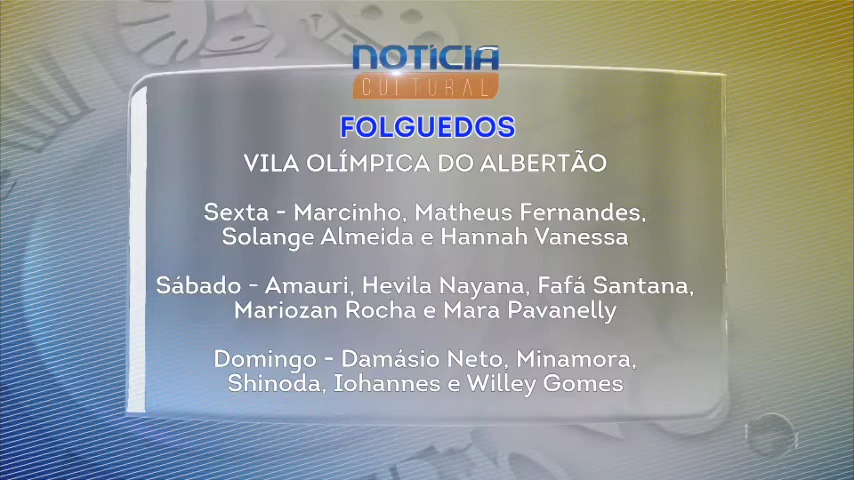 NOTÍCIA
CULTURAL
FOLGUEDOS
VILA OLÍMPICA DO ALBERTÃO
Sexta - Marcinho, Matheus Fernandes,
Solange Almeida e Hannah Vanessa
Sábado - Amauri, Hevila Nayana, Fafá Santana,
Mariozan Rocha e Mara Pavanelly
Domingo - Damásio Neto, Minamora,
Shinoda, Iohannes e Willey Gomes